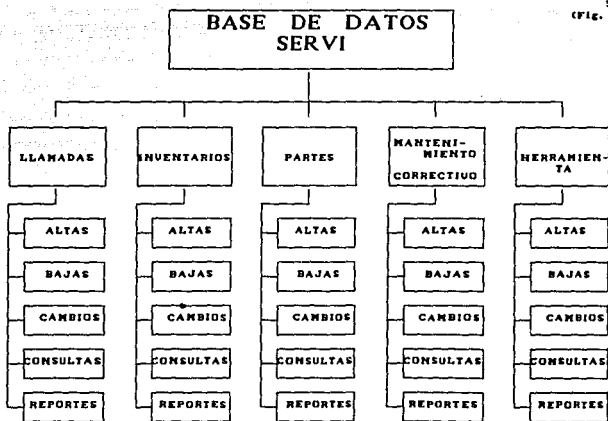 (Fig.
BASE DE DATOS
SERVI
LLAMADAS
INVENTARIOS
PARTES
MANTENI-
MIENTO
CORRECTIVO
HERRAMIEN-
TA
ALTAS
ALTAS
ALTAS
ALTAS
ALTAS
BAJAS
BAJAS
BAJAS
BAJAS
BAJAS
CAMBIOS
CAMBIOS
CAMBIOS
CAMBIOS
CAMBIOS
CONSULTAS
CONSULTAS
CONSULTAS
CONSULTAS
CONSULTAS
REPORTES
REPORTES
REPORTES
REPORTES
REPORTES